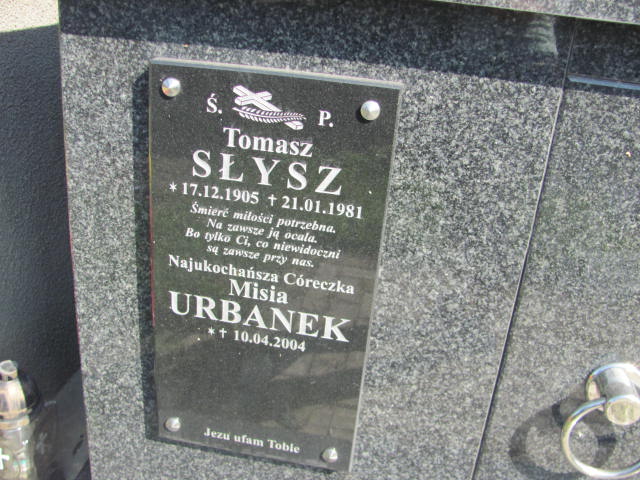 Ś. P.
Tomasz
SŁYSZ
* 17.12.1905 † 21.01.1981
Śmierć miłości potrzebna.
Na zawsze ją ocala.
Bo tylko Ci, co niewidoczni
są zawsze przy nas.
Najukochańsza Córeczka
Misia
URBANEK
*† 10.04.2004
Jezu ufam Tobie